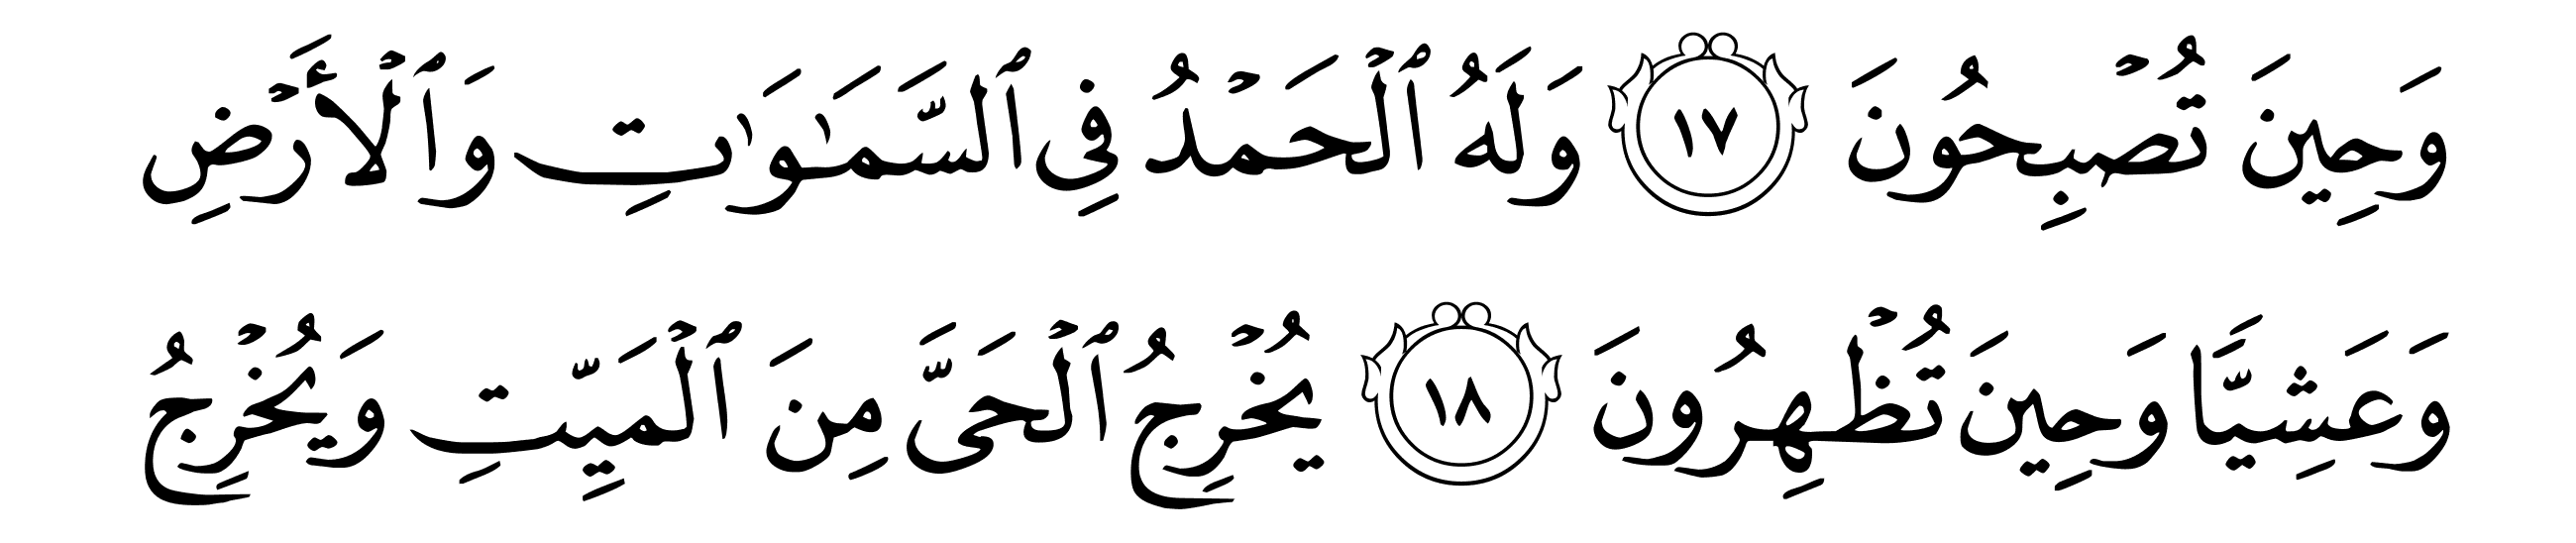 وَحِينَ تُصْبِحُونَ ١٧ وَلَهُ ٱلْحَمْدُ فِي ٱلسَّمَٰوَٰتِ وَٱلْأَرْضِ
وَعَشِيًّا وَحِينَ تُظْهِرُونَ ١٨ يُخْرِجُ ٱلْحَىَّ مِنَ ٱلْمَيِّتِ وَيُخْرِجُ